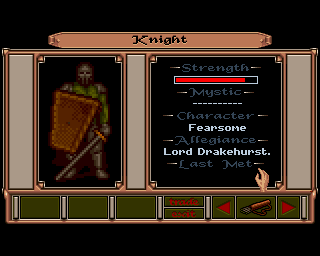 Knight
Strength
Mystic
----------
Character
Fearsome
Allegiance
Lord Drakehurst.
Last Met